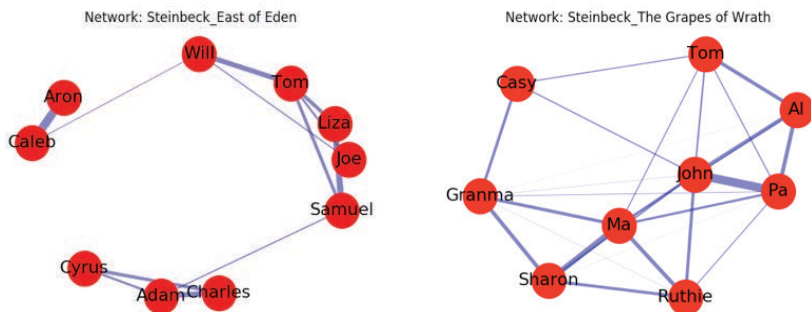 Network: Steinbeck_East of Eden
Will
Tom
Aron
Liza
Caleb
Joe
Samuel
Cyrus
Adam
Charles
Network: Steinbeck_The Grapes of Wrath
Tom
Casy
Al
John
Pa
Granma
Ma
Sharon
Ruthie